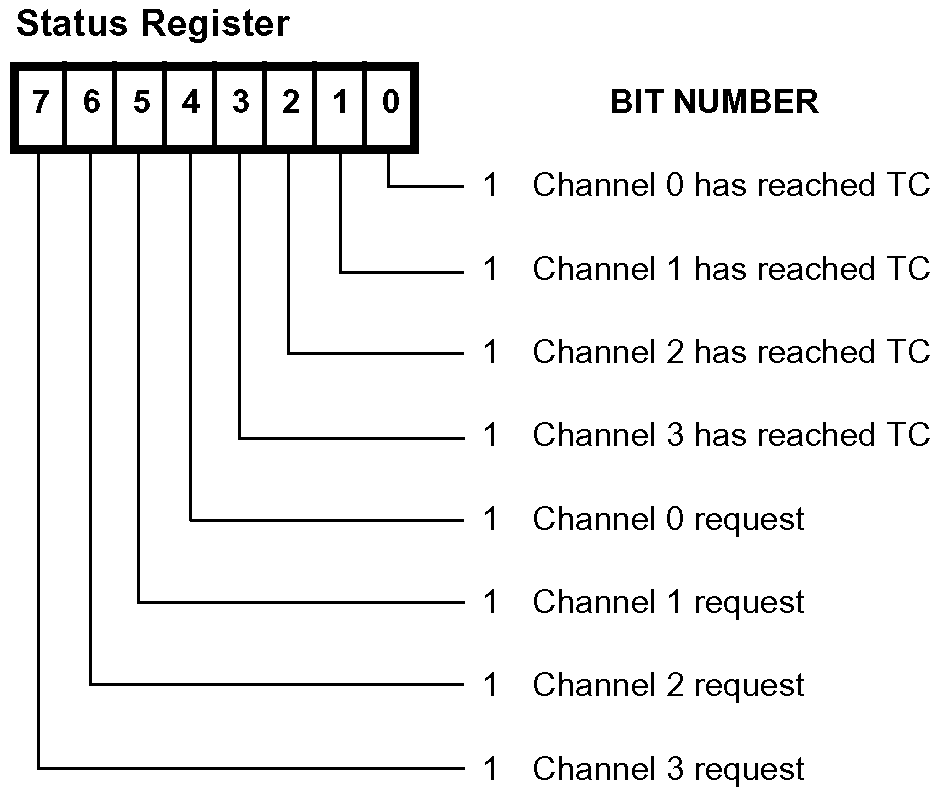 Status Register
7 6 5 4 3 2 1 0 BIT NUMBER
1 Channel 0 has reached TC
1 Channel 1 has reached TC
1 Channel 2 has reached TC
1 Channel 3 has reached TC
1 Channel 0 request
1 Channel 1 request
1 Channel 2 request
1 Channel 3 request